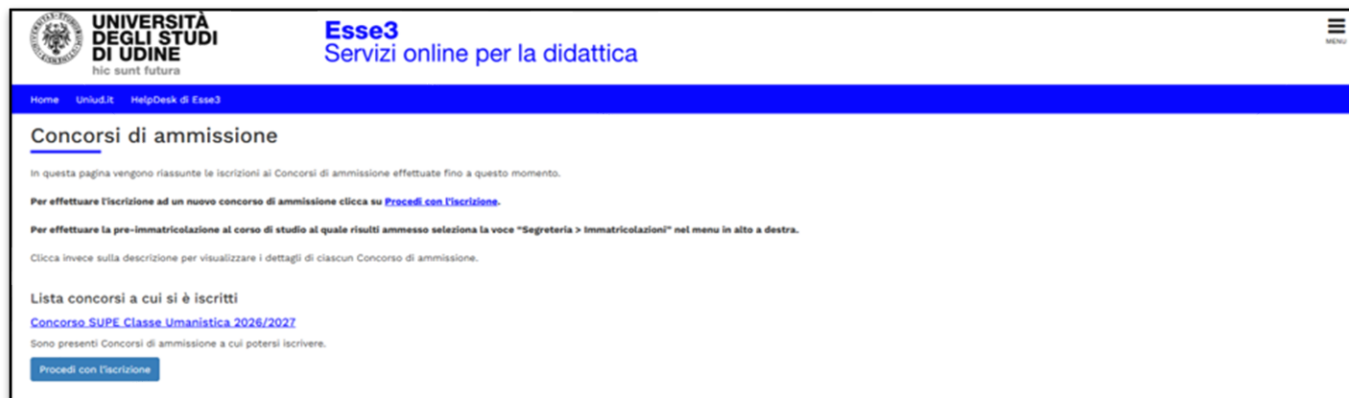 UNIVERSITÀ
DEGLI STUDI
DI UDINE
hic sunt futura
Esse3
Servizi online per la didattica
MENU
Home Uniud.it HelpDesk di Esse3
Concorsi di ammissione
In questa pagina vengono riassunte le iscrizioni ai Concorsi di ammissione effettuate fino a questo momento.
Per effettuare l'iscrizione ad un nuovo concorso di ammissione clicca su Procedi con l'iscrizione.
Per effettuare la pre-immatricolazione al corso di studio al quale risulti ammesso seleziona la voce "Segreteria > Immatricolazioni" nel menu in alto a destra.
Clicca invece sulla descrizione per visualizzare i dettagli di ciascun Concorso di ammissione.
Lista concorsi a cui si è iscritti
Concorso SUPE Classe Umanistica 2026/2027
Sono presenti Concorsi di ammissione a cui potersi iscrivere.
Procedi con l'iscrizione